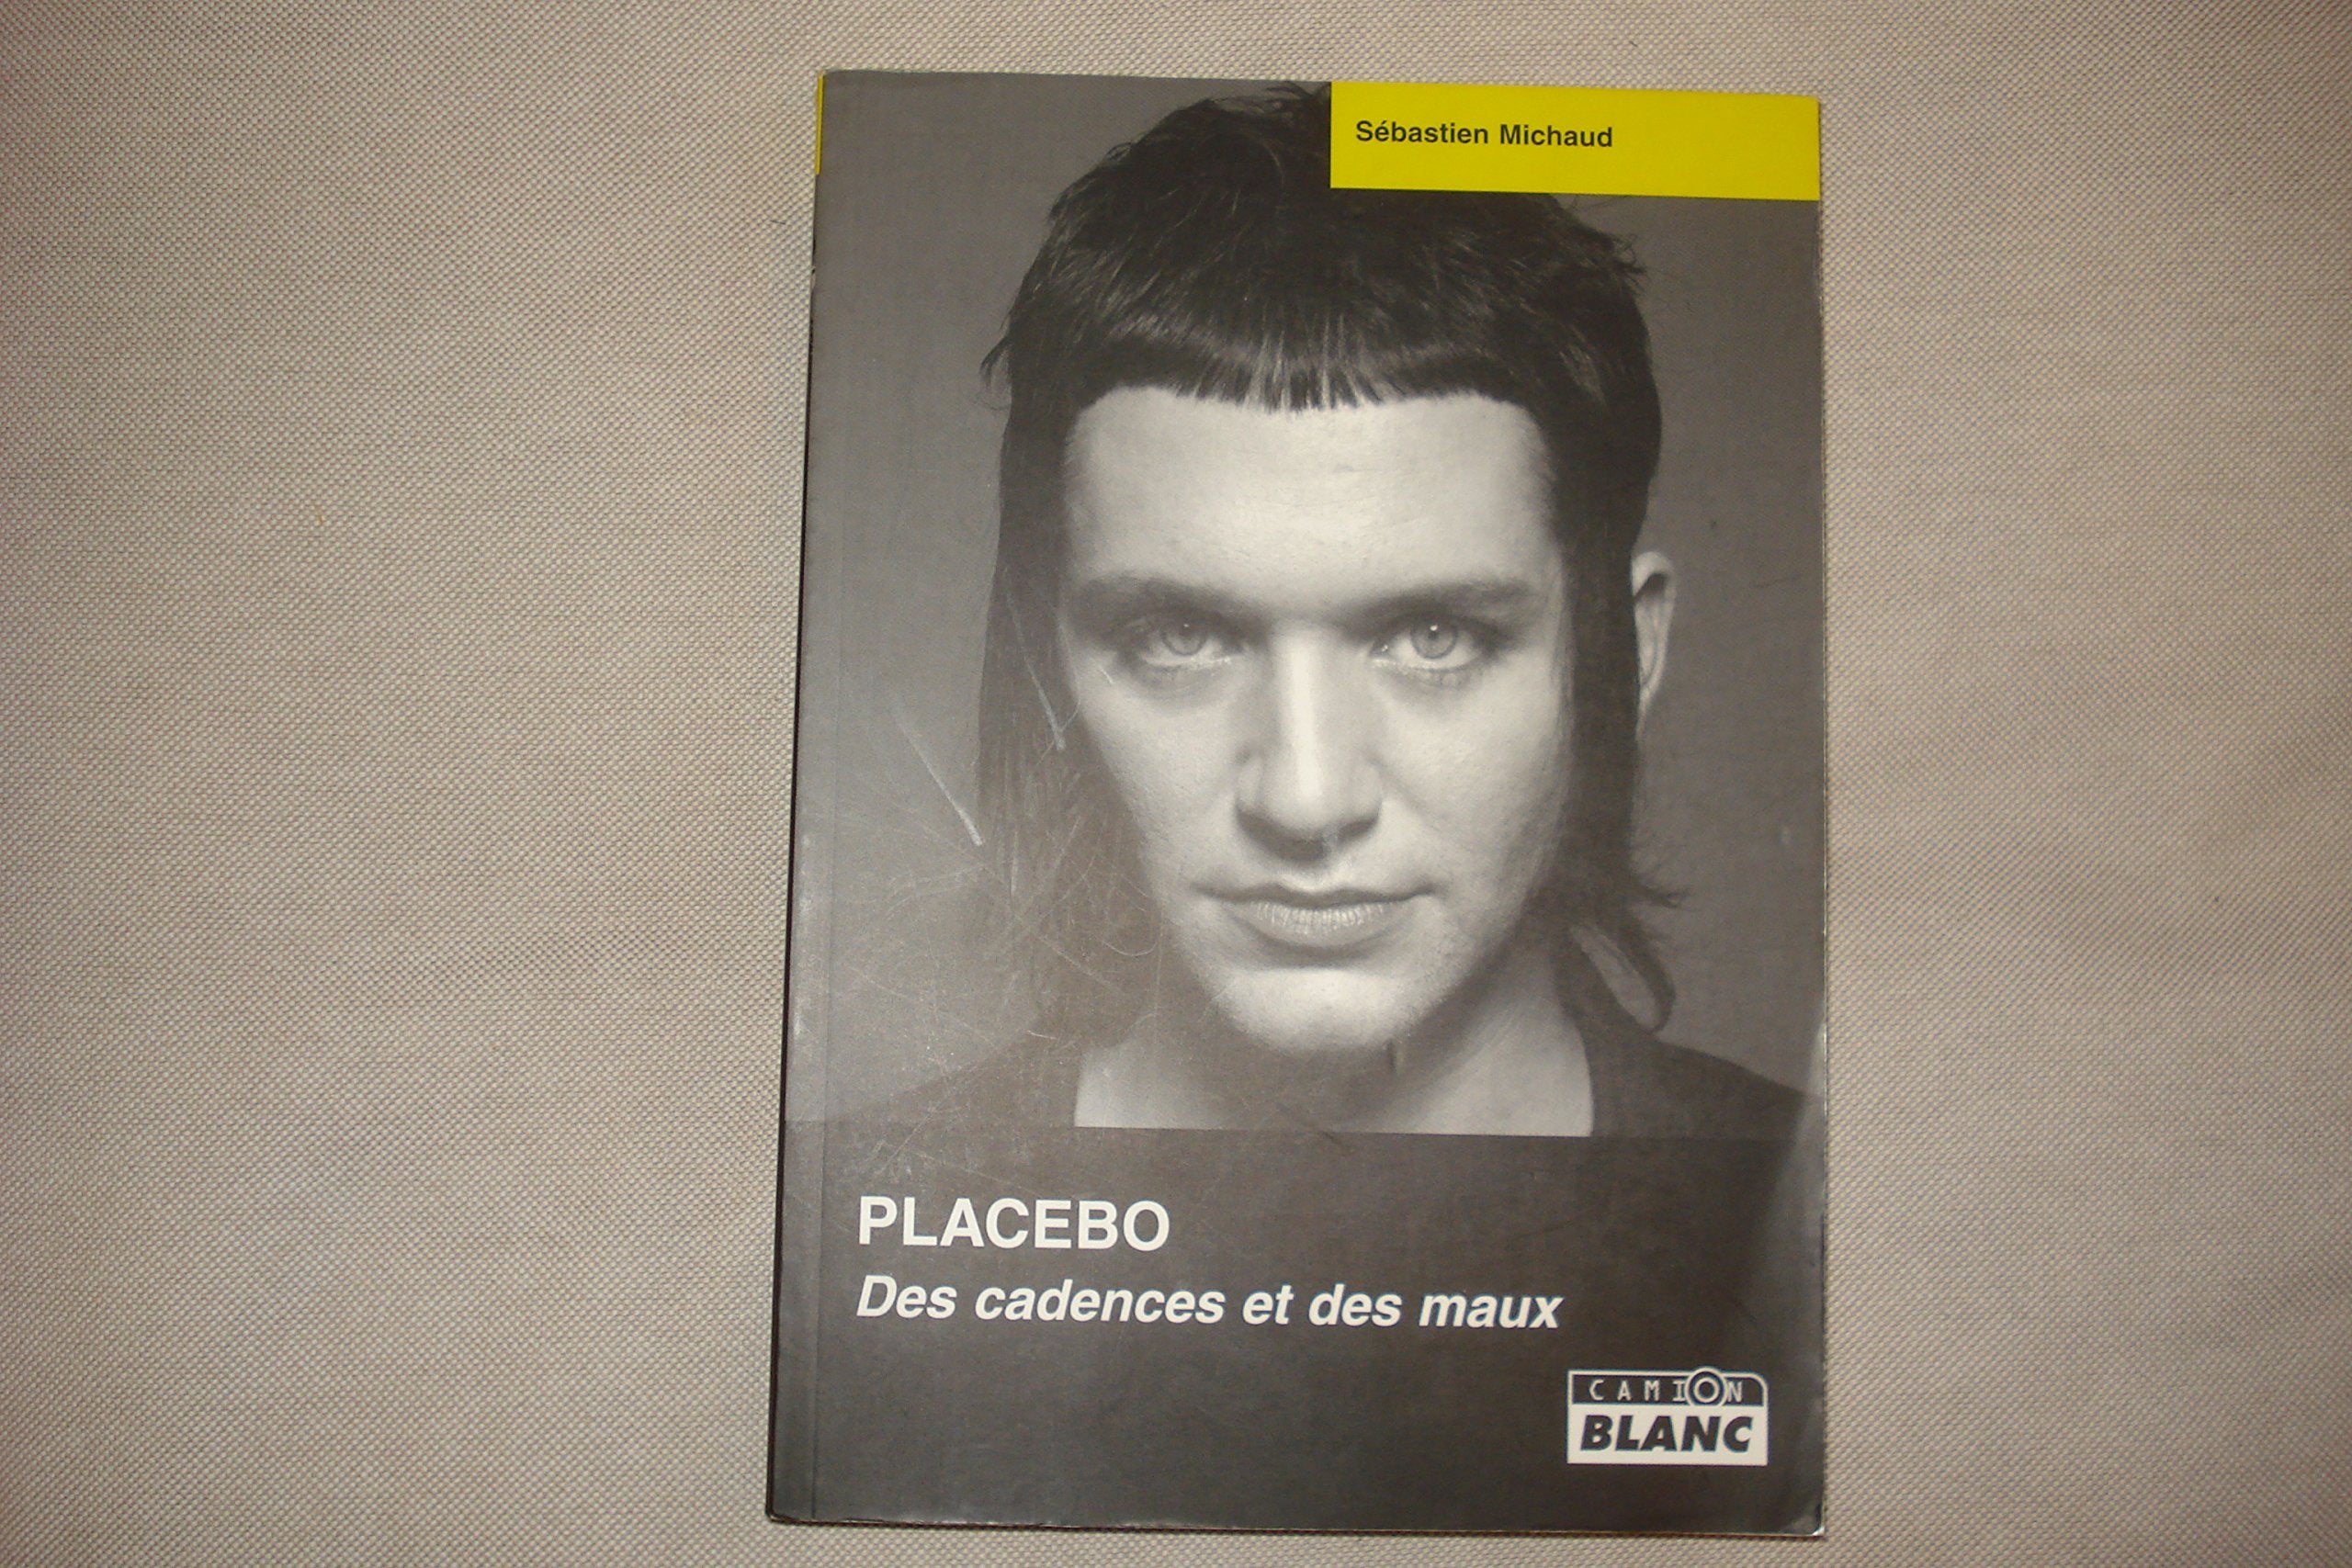 Sébastien Michaud
PLACEBO
Des cadences et des maux
CAMION
BLANC